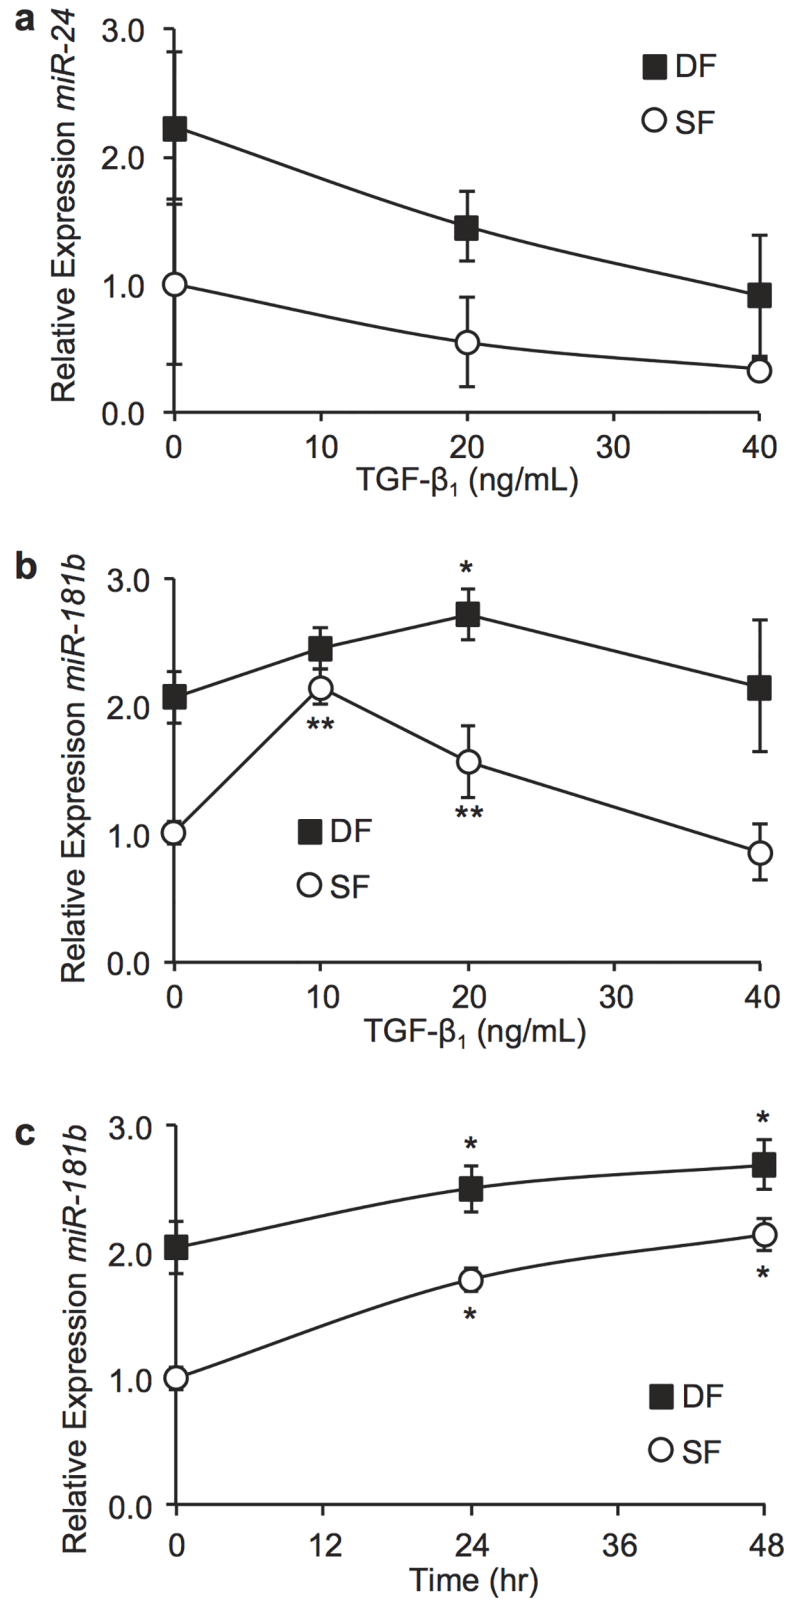 a
Relative Expression miR-24
3.0
2.0
1.0
0.0
DF
SF
0 10 20 30 40
TGF-β₁ (ng/mL)
b
Relative Expresison miR-181b
3.0
2.0
1.0
0.0
*
**
**
DF
SF
0 10 20 30 40
TGF-β₁ (ng/mL)
c
Relative Expression miR-181b
3.0
2.0
1.0
0.0
* *
* *
DF
SF
0 12 24 36 48
Time (hr)